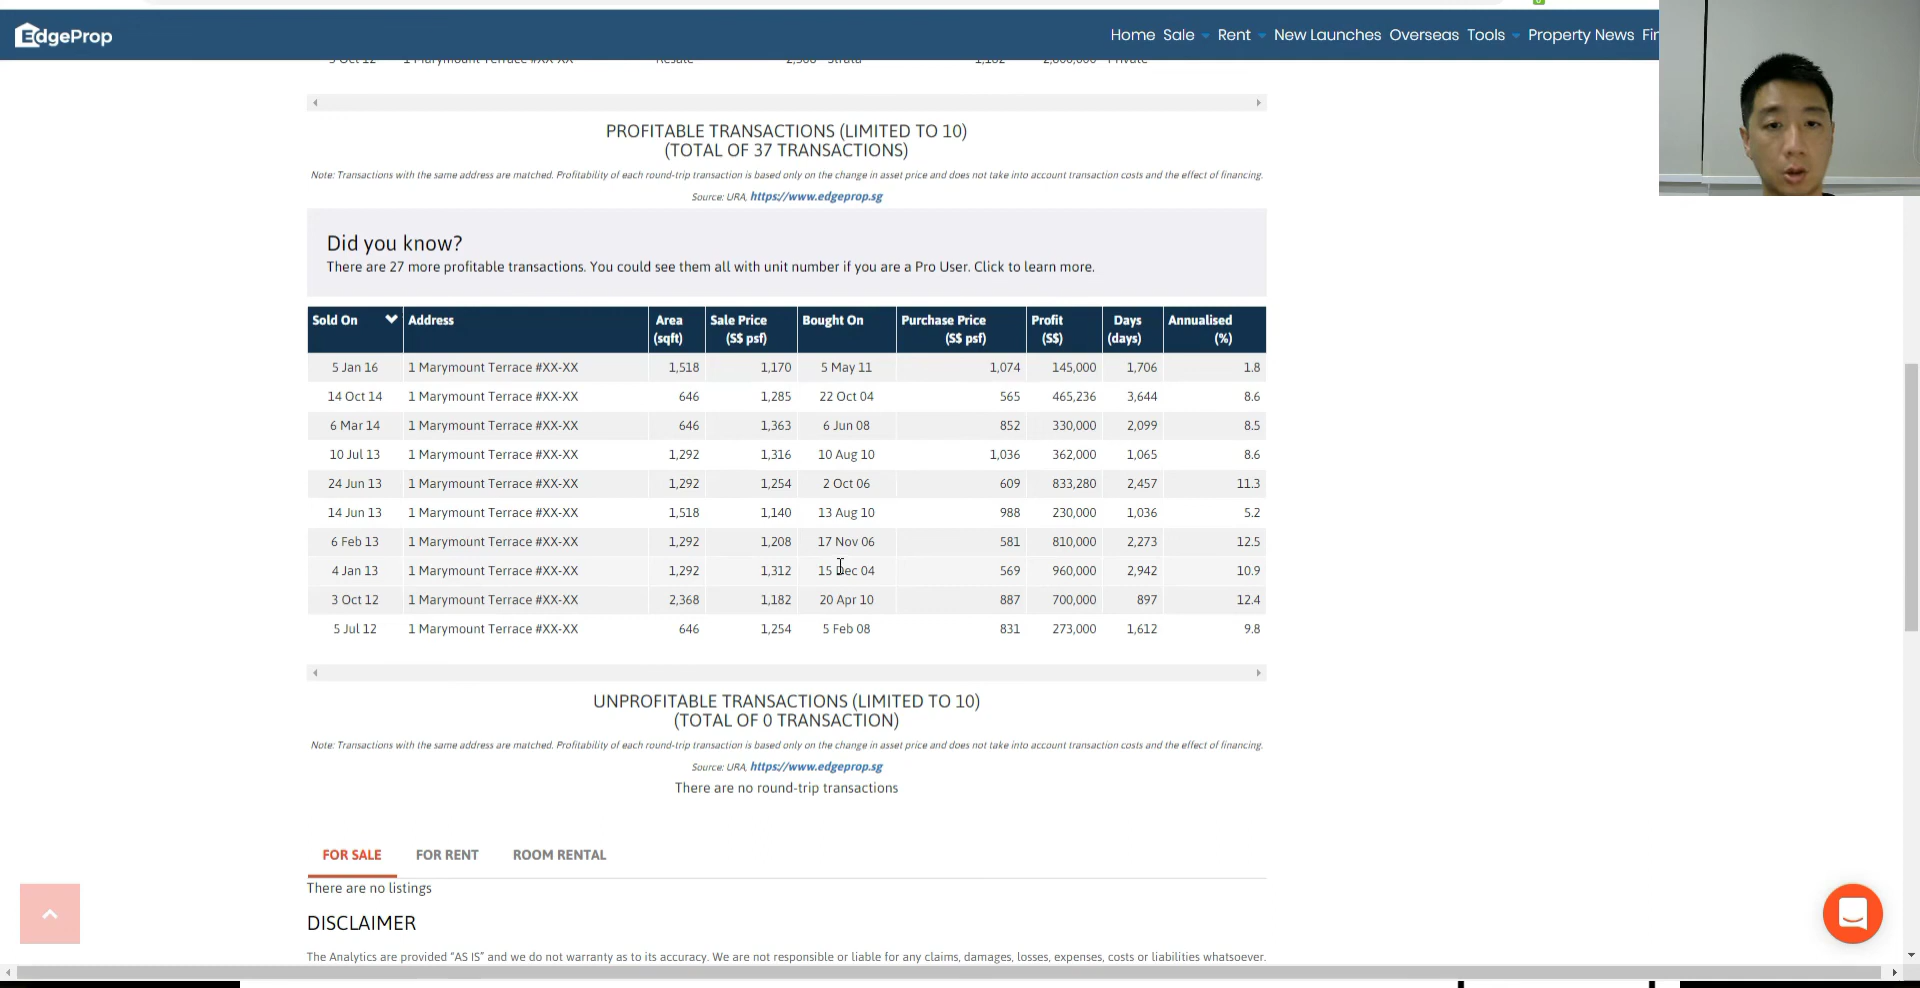 EdgeProp
Home Sale Rent New Launches Overseas Tools Property News Fin
3 Oct 12 1 Marymount Terrace #XX-XX Resale Strata 1,182 Private
PROFITABLE TRANSACTIONS (LIMITED TO 10)
(TOTAL OF 37 TRANSACTIONS)
Note: Transactions with the same address are matched. Profitability of each round-trip transaction is based only on the change in asset price and does not take into account transaction costs and the effect of financing.
Source: URA, https://www.edgeprop.sg
Did you know?
There are 27 more profitable transactions. You could see them all with unit number if you are a Pro User. Click to learn more.
Sold On Address Area (sqft) Sale Price (S$ psf) Bought On Purchase Price (S$ psf) Profit (S$) Days (days) Annualised (%)
5 Jan 16 1 Marymount Terrace #XX-XX 1,518 1,170 5 May 11 1,074 145,000 1,706 1.8
14 Oct 14 1 Marymount Terrace #XX-XX 646 1,285 22 Oct 04 565 465,236 3,644 8.6
6 Mar 14 1 Marymount Terrace #XX-XX 646 1,363 6 Jun 08 852 330,000 2,099 8.5
10 Jul 13 1 Marymount Terrace #XX-XX 1,292 1,316 10 Aug 10 1,036 362,000 1,065 8.6
24 Jun 13 1 Marymount Terrace #XX-XX 1,292 1,254 2 Oct 06 609 833,280 2,457 11.3
14 Jun 13 1 Marymount Terrace #XX-XX 1,518 1,140 13 Aug 10 988 230,000 1,036 5.2
6 Feb 13 1 Marymount Terrace #XX-XX 1,292 1,208 17 Nov 06 581 810,000 2,273 12.5
4 Jan 13 1 Marymount Terrace #XX-XX 1,292 1,312 15 Dec 04 569 960,000 2,942 10.9
3 Oct 12 1 Marymount Terrace #XX-XX 2,368 1,182 20 Apr 10 887 700,000 897 12.4
5 Jul 12 1 Marymount Terrace #XX-XX 646 1,254 5 Feb 08 831 273,000 1,612 9.8
UNPROFITABLE TRANSACTIONS (LIMITED TO 10)
(TOTAL OF 0 TRANSACTION)
Note: Transactions with the same address are matched. Profitability of each round-trip transaction is based only on the change in asset price and does not take into account transaction costs and the effect of financing.
Source: URA, https://www.edgeprop.sg
There are no round-trip transactions
FOR SALE FOR RENT ROOM RENTAL
There are no listings
DISCLAIMER
The Analytics are provided "AS IS" and we do not warranty as to its accuracy. We are not responsible or liable for any claims, damages, losses, expenses, costs or liabilities whatsoever.